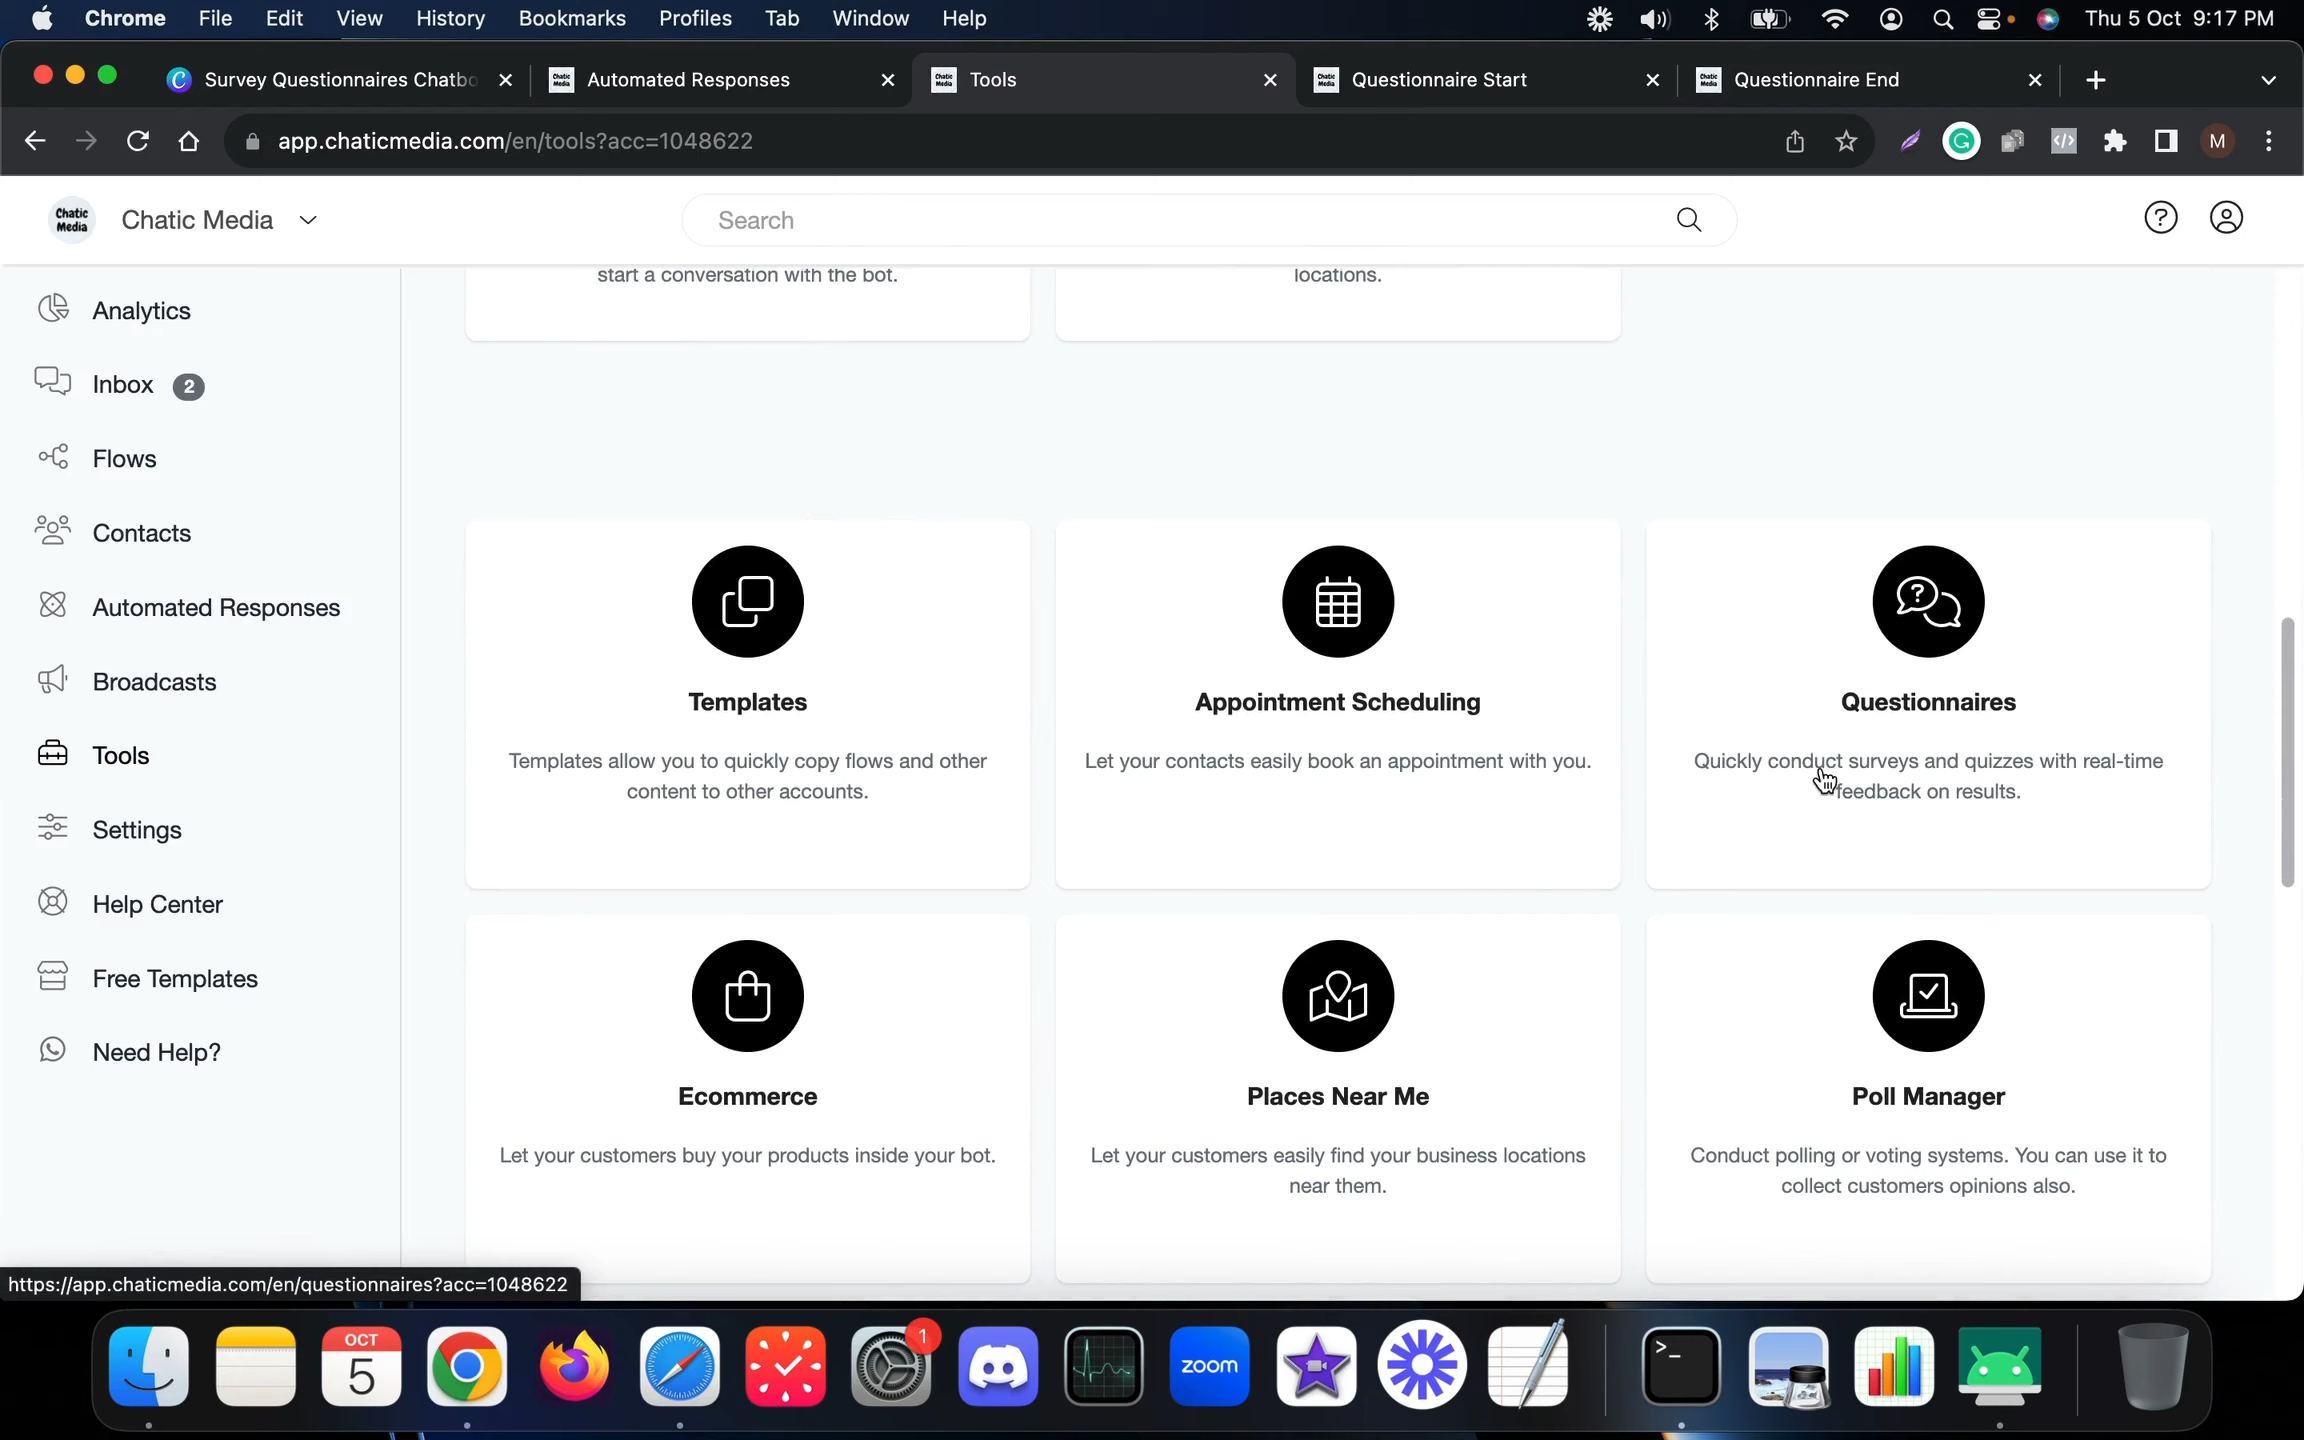 Chrome File Edit View History Bookmarks Profiles Tab Window Help Thu 5 Oct 9:17 PM
Survey Questionnaires Chatbo Automated Responses Tools Questionnaire Start Questionnaire End
app.chaticmedia.com/en/tools?acc=1048622 M
Chatic Media Chatic Media Search
start a conversation with the bot. locations.
Analytics
Inbox 2
Flows
Contacts
Automated Responses
Broadcasts
Tools
Settings
Help Center
Free Templates
Need Help?
Templates Appointment Scheduling Questionnaires
Templates allow you to quickly copy flows and other Let your contacts easily book an appointment with you. Quickly conduct surveys and quizzes with real-time
content to other accounts. feedback on results.
Ecommerce Places Near Me Poll Manager
Let your customers buy your products inside your bot. Let your customers easily find your business locations Conduct polling or voting systems. You can use it to
near them. collect customers opinions also.
https://app.chaticmedia.com/en/questionnaires?acc=1048622
OCT
5
1
zoom